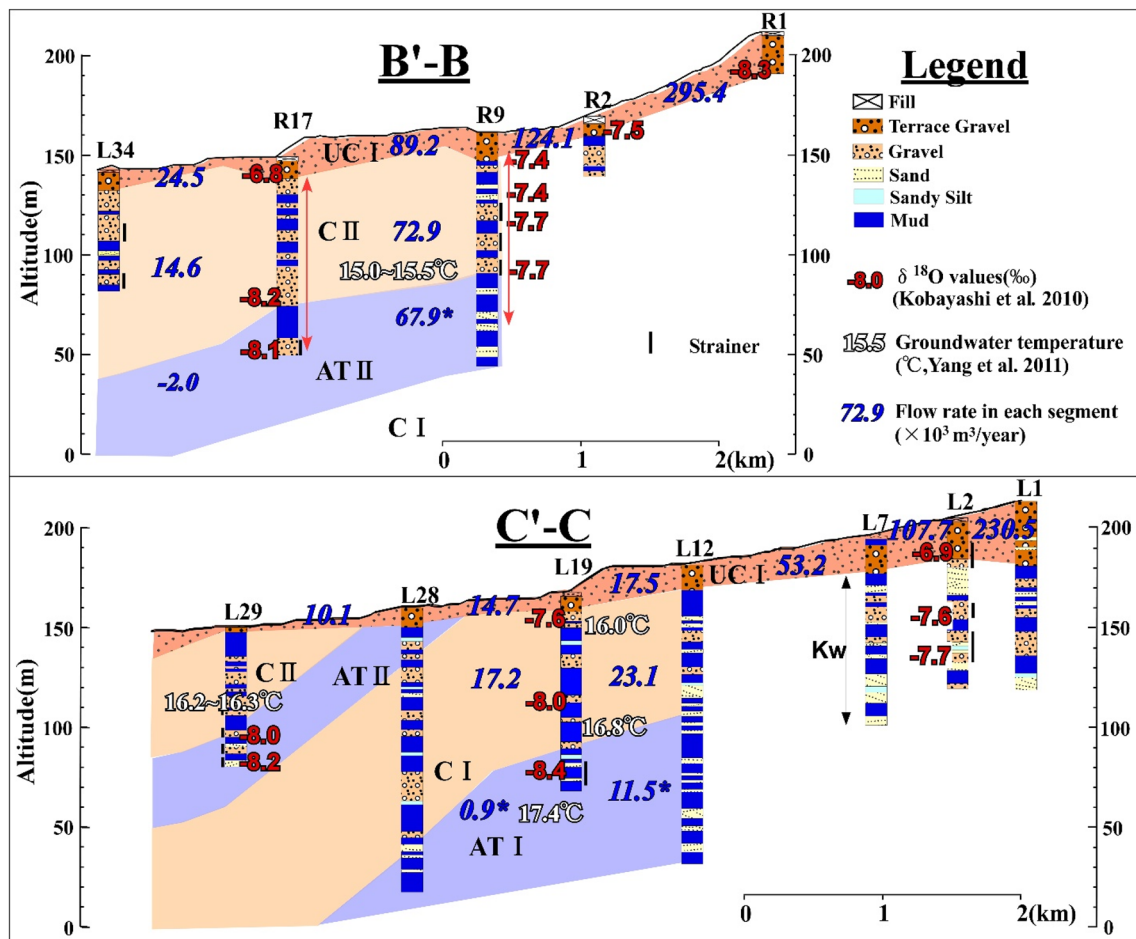 B'-B
R1
Legend
Fill
Terrace Gravel
Gravel
Sand
Sandy Silt
Mud
-8.0 δ 18O values(‰)
(Kobayashi et al. 2010)
15.5 Groundwater temperature
(℃,Yang et al. 2011)
72.9 Flow rate in each segment
(×10³ m³/year)
Strainer
Altitude(m)
200
150
100
50
0
L34
R17
R9
R2
24.5
-6.8
UC I
89.2
124.1
-7.5
295.4
-8.3
-7.4
-7.4
-7.7
-7.7
C II
72.9
14.6
15.0~15.5℃
-8.2
67.9*
-8.1
AT II
-2.0
C I
0
1
2(km)
200
150
100
50
0
C'-C
Altitude(m)
200
150
100
50
0
L29
L28
L19
L12
L7
L2
L1
10.1
14.7
17.5
UC I
53.2
107.7
230.5
-6.9
-7.6
16.0℃
-7.6
-7.7
C II
AT II
17.2
23.1
Kw
16.2~16.3℃
-8.0
-8.0
16.8℃
-8.2
C I
-8.4
0.9*
17.4℃
11.5*
AT I
0
1
2(km)
200
150
100
50
0